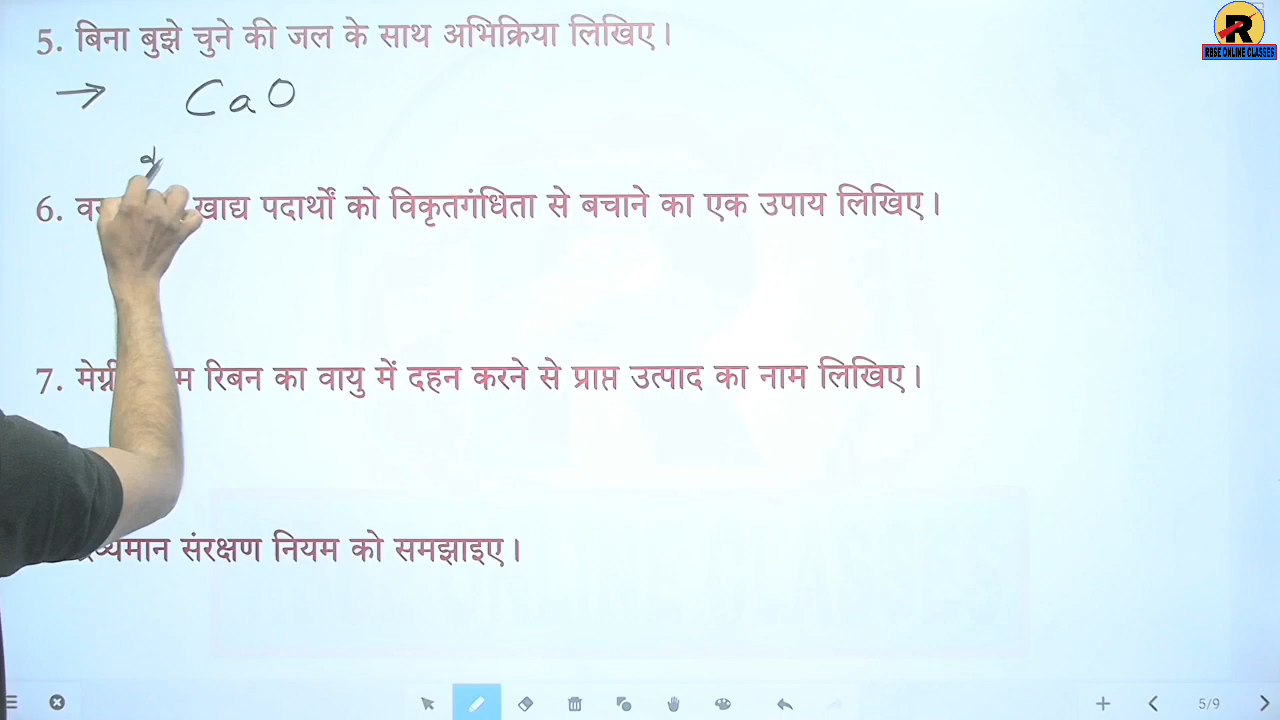 5. बिना बुझे चुने की जल के साथ अभिक्रिया लिखिए।
R
RBSE ONLINE CLASSES
→ CaO
6. खाद्य पदार्थों को विकृतगंधिता से बचाने का एक उपाय लिखिए।
7. रिबन का वायु में दहन करने से प्राप्त उत्पाद का नाम लिखिए।
संरक्षण नियम को समझाइए।
5/9